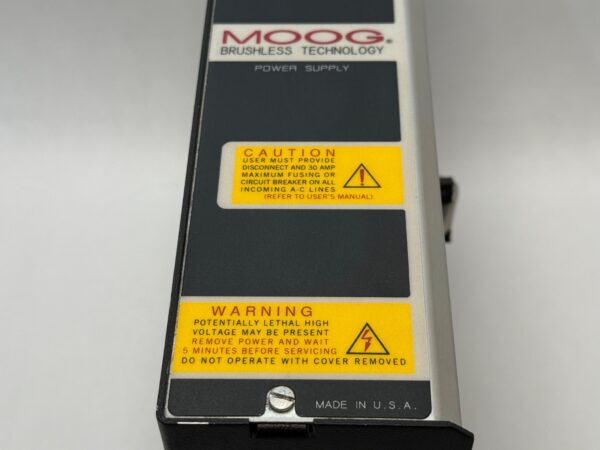 MOOG®
BRUSHLESS TECHNOLOGY
POWER SUPPLY
CAUTION
USER MUST PROVIDE
DISCONNECT AND 30 AMP
MAXIMUM FUSING OR
CIRCUIT BREAKER ON ALL
INCOMING A-C LINES
(REFER TO USER'S MANUAL)
WARNING
POTENTIALLY LETHAL HIGH
VOLTAGE MAY BE PRESENT
REMOVE POWER AND WAIT
5 MINUTES BEFORE SERVICING
DO NOT OPERATE WITH COVER REMOVED
MADE IN U.S.A.